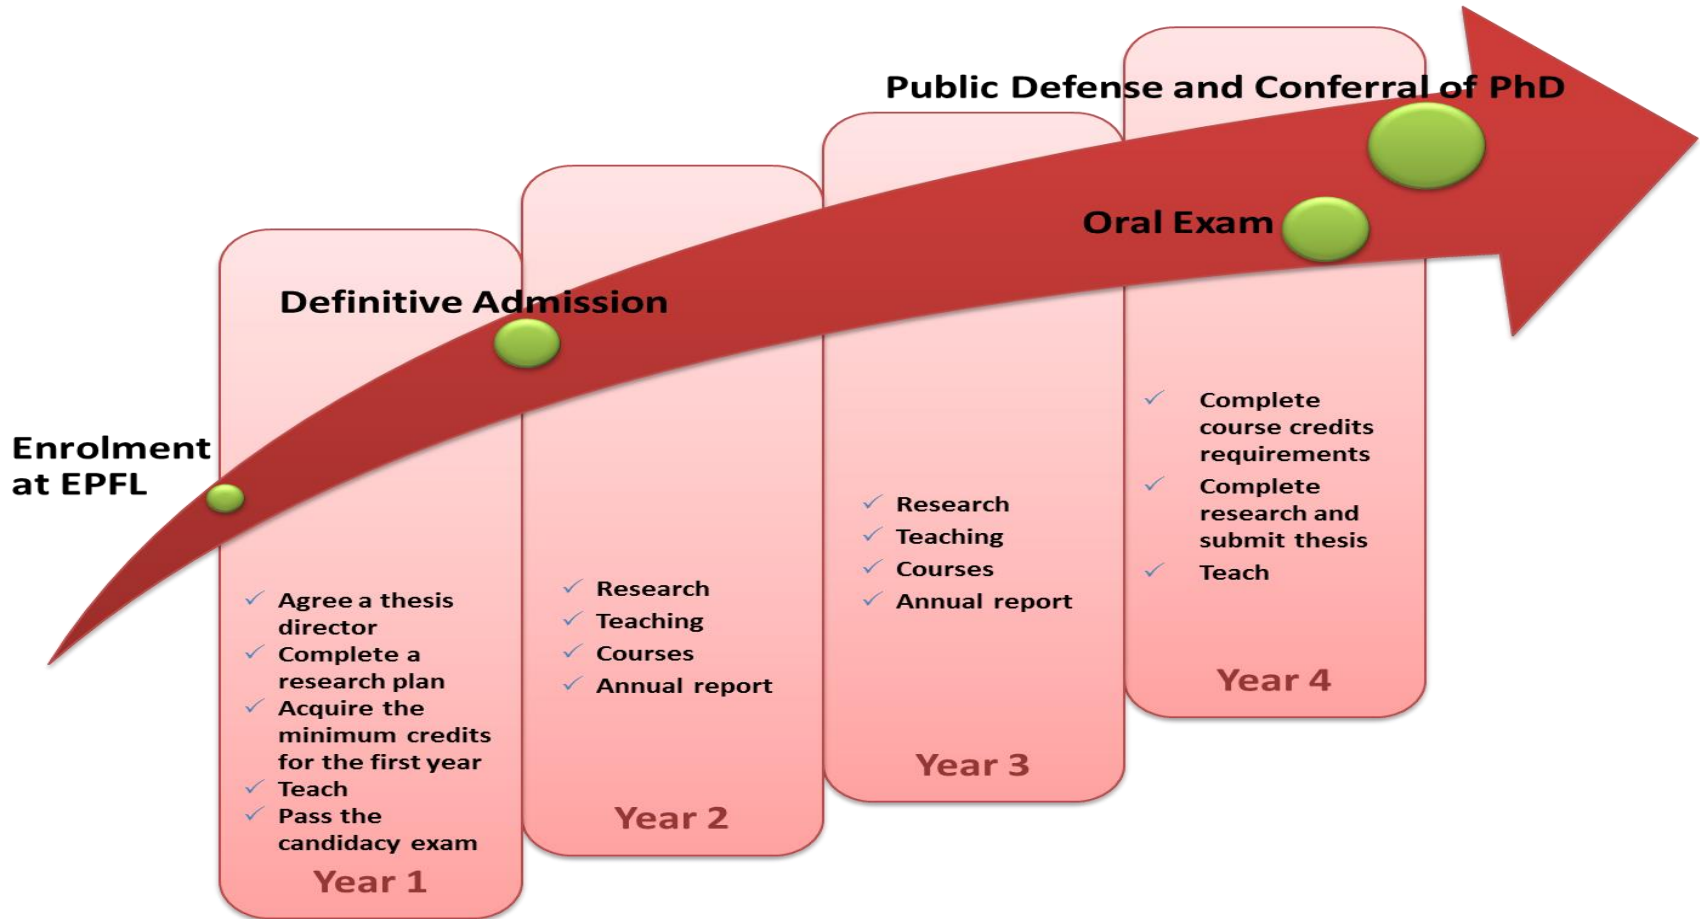 Public Defense and Conferral of PhD
Oral Exam
Definitive Admission
Enrolment
at EPFL
✓ Agree a thesis
director
✓ Complete a
research plan
✓ Acquire the
minimum credits
for the first year
✓ Teach
✓ Pass the
candidacy exam
Year 1
✓ Research
✓ Teaching
✓ Courses
✓ Annual report
Year 2
✓ Research
✓ Teaching
✓ Courses
✓ Annual report
Year 3
✓ Complete
course credits
requirements
✓ Complete
research and
submit thesis
✓ Teach
Year 4